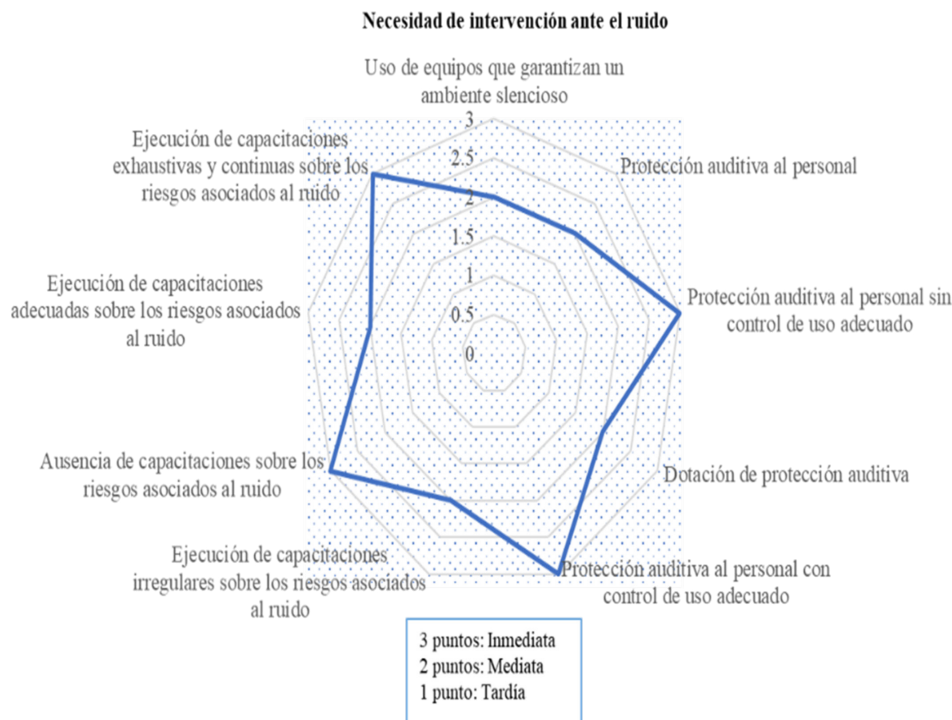 Necesidad de intervención ante el ruido
Uso de equipos que garantizan un
ambiente slencioso
Protección auditiva al personal
Protección auditiva al personal sin
control de uso adecuado
Dotación de protección auditiva
Protección auditiva al personal con
control de uso adecuado
Ejecución de capacitaciones
irregulares sobre los riesgos asociados
al ruido
Ausencia de capacitaciones sobre los
riesgos asociados al ruido
Ejecución de capacitaciones
adecuadas sobre los riesgos asociados
al ruido
Ejecución de capacitaciones
exhaustivas y continuas sobre los
riesgos asociados al ruido
3
2.5
2
1.5
1
0.5
0
3 puntos: Inmediata
2 puntos: Mediata
1 punto: Tardía